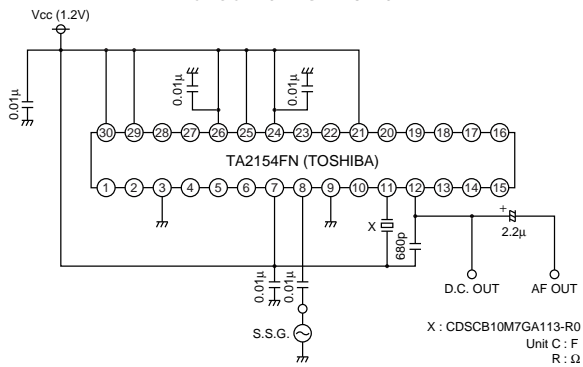 Vcc (1.2V)
0.01μ
0.01μ
0.01μ
30 29 28 27 26 25 24 23 22 21 20 19 18 17 16
TA2154FN (TOSHIBA)
1 2 3 4 5 6 7 8 9 10 11 12 13 14 15
X
680p
+
2.2μ
0.01μ
0.01μ
D.C. OUT
AF OUT
S.S.G.
X : CDSCB10M7GA113-R0
Unit C : F
R : Ω